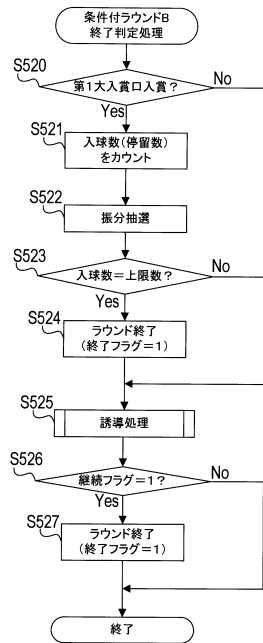 条件付ラウンドB
終了判定処理
S520
第1大入賞口入賞?
No
Yes
S521
入球数(停留数)
をカウント
S522
振分抽選
S523
入球数=上限数?
No
Yes
S524
ラウンド終了
(終了フラグ=1)
S525
誘導処理
S526
継続フラグ=1?
No
Yes
S527
ラウンド終了
(終了フラグ=1)
終了